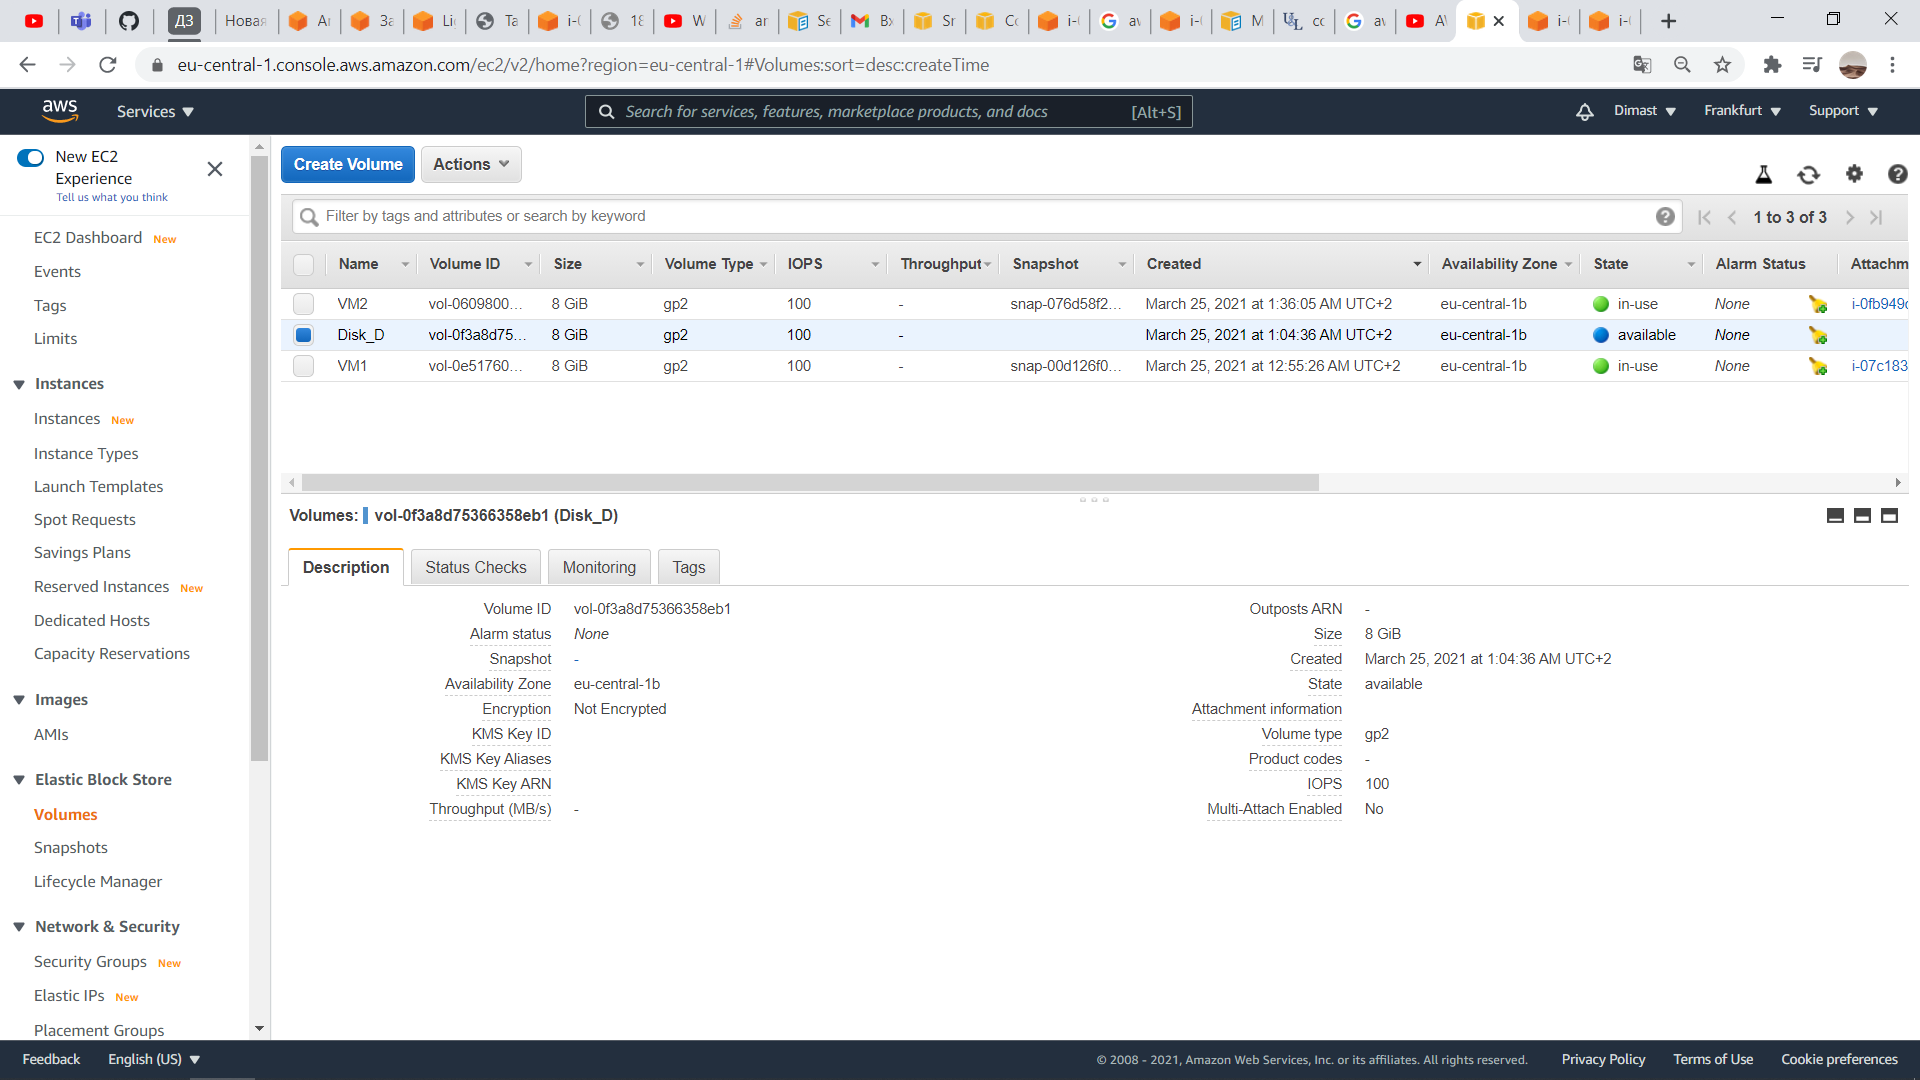 ДЗ
Новая
Ar
За
Li
Ta
i-(
18
W
ar
Se
Вх
Sr
Co
i-(
av
i-(
M
cc
av
A\
i-(
i-(
eu-central-1.console.aws.amazon.com/ec2/v2/home?region=eu-central-1#Volumes:sort=desc:createTime
aws
Services
Search for services, features, marketplace products, and docs
[Alt+S]
Dimast
Frankfurt
Support
New EC2
Experience
Tell us what you think
EC2 Dashboard New
Events
Tags
Limits
Instances
Instances New
Instance Types
Launch Templates
Spot Requests
Savings Plans
Reserved Instances New
Dedicated Hosts
Capacity Reservations
Images
AMIs
Elastic Block Store
Volumes
Snapshots
Lifecycle Manager
Network & Security
Security Groups New
Elastic IPs New
Placement Groups
Create Volume
Actions
Filter by tags and attributes or search by keyword
1 to 3 of 3
Name Volume ID Size Volume Type IOPS Throughput Snapshot Created Availability Zone State Alarm Status Attachm
VM2 vol-0609800... 8 GiB gp2 100 - snap-076d58f2... March 25, 2021 at 1:36:05 AM UTC+2 eu-central-1b in-use None i-0fb949c
Disk_D vol-0f3a8d75... 8 GiB gp2 100 - March 25, 2021 at 1:04:36 AM UTC+2 eu-central-1b available None
VM1 vol-0e51760... 8 GiB gp2 100 - snap-00d126f0... March 25, 2021 at 12:55:26 AM UTC+2 eu-central-1b in-use None i-07c183
Volumes: vol-0f3a8d75366358eb1 (Disk_D)
Description
Status Checks
Monitoring
Tags
Volume ID vol-0f3a8d75366358eb1
Alarm status None
Snapshot -
Availability Zone eu-central-1b
Encryption Not Encrypted
KMS Key ID
KMS Key Aliases
KMS Key ARN
Throughput (MB/s) -
Outposts ARN -
Size 8 GiB
Created March 25, 2021 at 1:04:36 AM UTC+2
State available
Attachment information
Volume type gp2
Product codes -
IOPS 100
Multi-Attach Enabled No
Feedback
English (US)
© 2008 - 2021, Amazon Web Services, Inc. or its affiliates. All rights reserved.
Privacy Policy
Terms of Use
Cookie preferences